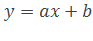 y = ax + b